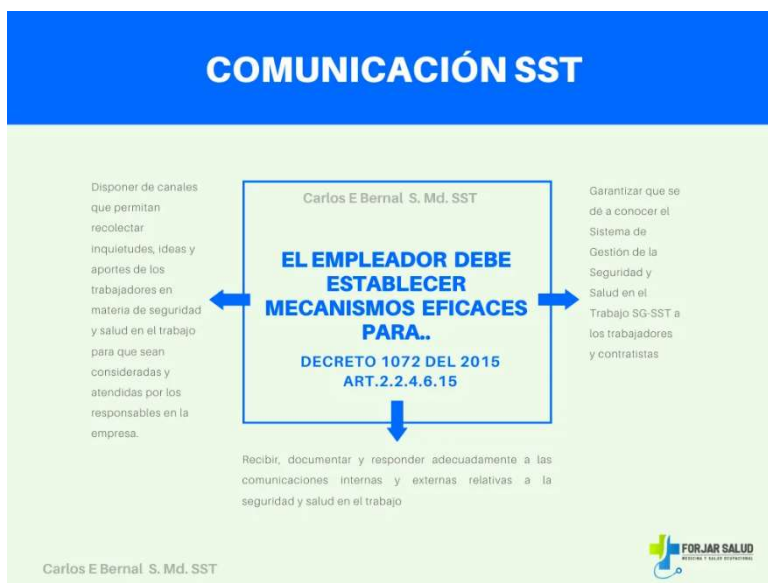 COMUNICACIÓN SST
Disponer de canales
que permitan
recolectar
inquietudes, ideas y
aportes de los
trabajadores en
materia de seguridad
y salud en el trabajo
para que sean
consideradas y
atendidas por los
responsables en la
empresa.
Carlos E Bernal S. Md. SST
EL EMPLEADOR DEBE
ESTABLECER
MECANISMOS EFICACES
PARA..
DECRETO 1072 DEL 2015
ART.2.2.4.6.15
Garantizar que se
dé a conocer el
Sistema de
Gestión de la
Seguridad y
Salud en el
Trabajo SG-SST a
los trabajadores
y contratistas
Recibir, documentar y responder adecuadamente a las
comunicaciones internas y externas relativas a la
seguridad y salud en el trabajo
Carlos E Bernal S. Md. SST
FORJAR SALUD
MEDICINA Y SALUD OCUPACIONAL